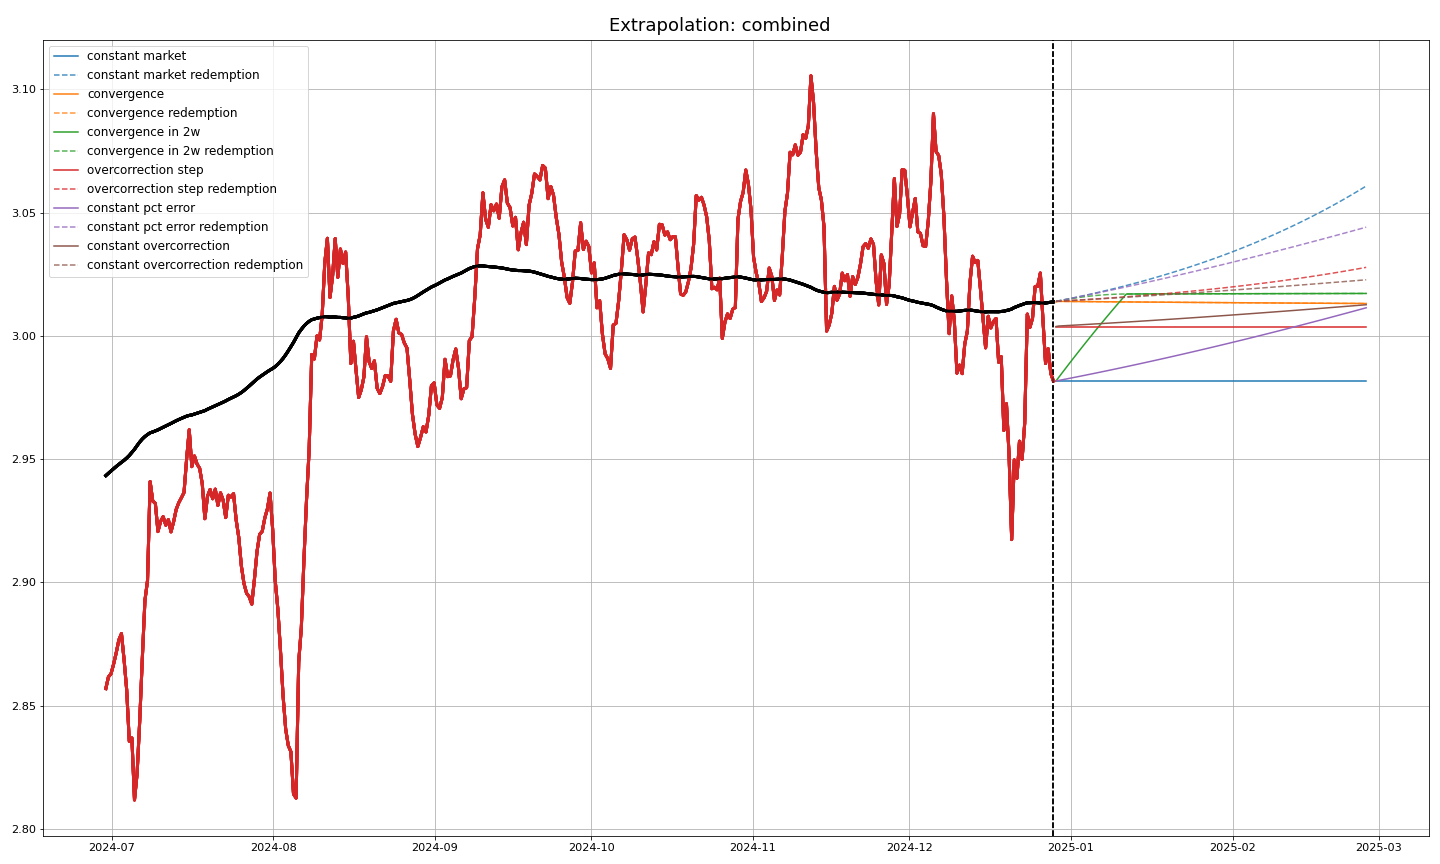 Extrapolation: combined
constant market
constant market redemption
convergence
convergence redemption
convergence in 2w
convergence in 2w redemption
overcorrection step
overcorrection step redemption
constant pct error
constant pct error redemption
constant overcorrection
constant overcorrection redemption
3.10
3.05
3.00
2.95
2.90
2.85
2.80
2024-07 2024-08 2024-09 2024-10 2024-11 2024-12 2025-01 2025-02 2025-03